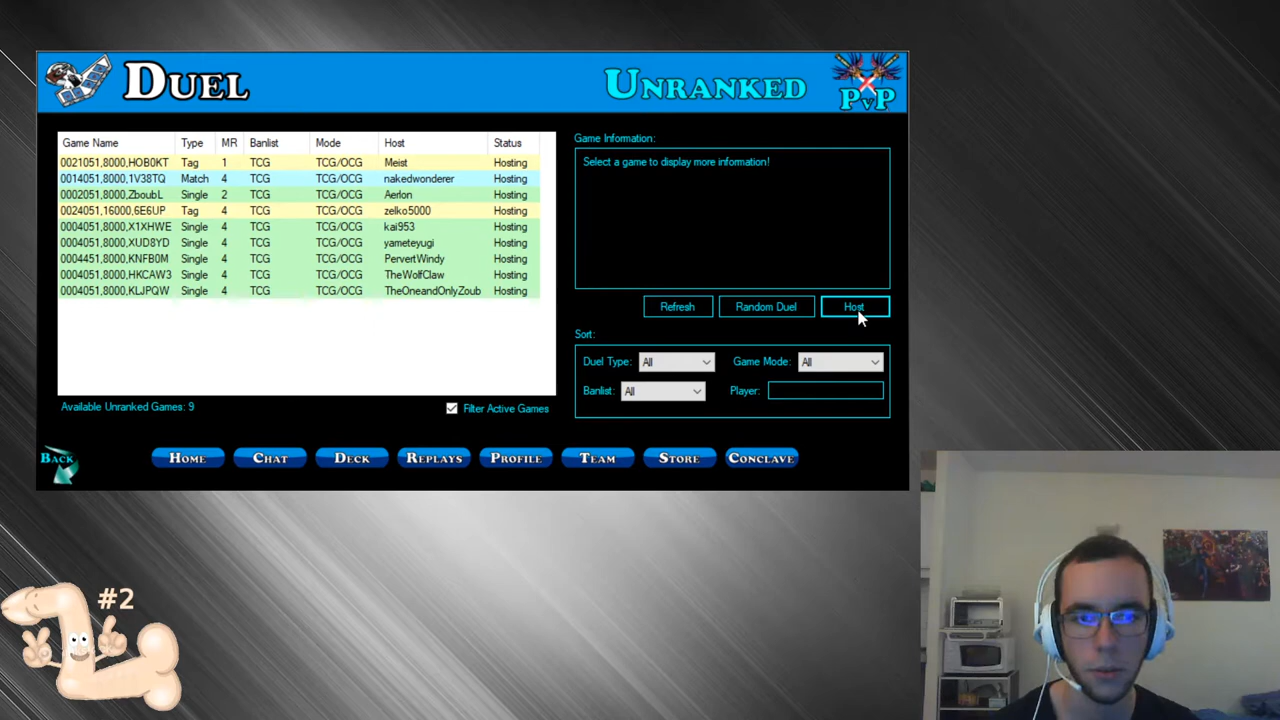 DUEL
UNRANKED
PvP
Game Name Type MR Banlist Mode Host Status
0021051,8000,HOB0KT Tag 1 TCG TCG/OCG Meist Hosting
0014051,8000,1V38TQ Match 4 TCG TCG/OCG nakedwonderer Hosting
0002051,8000,ZboubL Single 2 TCG TCG/OCG Aerlon Hosting
0024051,16000,6E6UP Tag 4 TCG TCG/OCG zelko5000 Hosting
0004051,8000,X1XHWE Single 4 TCG TCG/OCG kai953 Hosting
0004051,8000,XUD8YD Single 4 TCG TCG/OCG yameteyugi Hosting
0004451,8000,KNFB0M Single 4 TCG TCG/OCG PervertWindy Hosting
0004051,8000,HKCAW3 Single 4 TCG TCG/OCG TheWolfClaw Hosting
0004051,8000,KLJPQW Single 4 TCG TCG/OCG TheOneandOnlyZoub Hosting
Available Unranked Games: 9
Filter Active Games
Game Information:
Select a game to display more information!
Refresh Random Duel Host
Sort:
Duel Type: All Game Mode: All
Banlist: All Player:
BACK HOME CHAT DECK REPLAYS PROFILE TEAM STORE CONCLAVE
#2